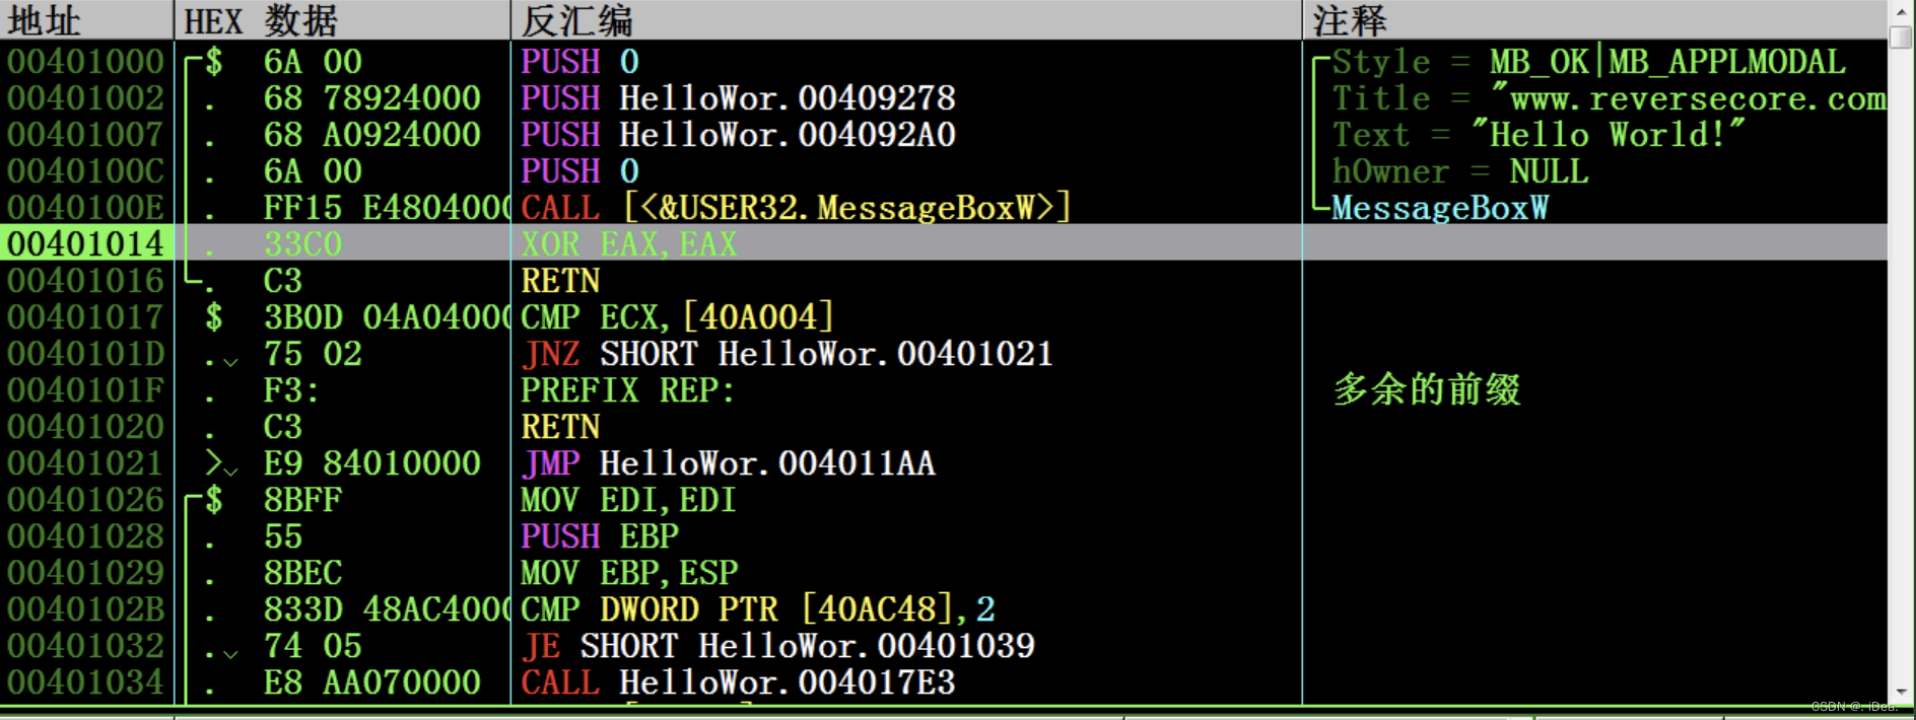 地址 HEX 数据 反汇编 注释
00401000 $ 6A 00 PUSH 0 Style = MB_OK|MB_APPLMODAL
00401002 . 68 78924000 PUSH HelloWor.00409278 Title = "www.reversecore.com
00401007 . 68 A0924000 PUSH HelloWor.004092A0 Text = "Hello World!"
0040100C . 6A 00 PUSH 0 hOwner = NULL
0040100E . FF15 E4804000 CALL [<&USER32.MessageBoxW>] MessageBoxW
00401014 . 33C0 XOR EAX,EAX
00401016 . C3 RETN
00401017 $ 3B0D 04A04000 CMP ECX,[40A004]
0040101D . 75 02 JNZ SHORT HelloWor.00401021
0040101F . F3: PREFIX REP: 多余的前缀
00401020 . C3 RETN
00401021 > E9 84010000 JMP HelloWor.004011AA
00401026 $ 8BFF MOV EDI,EDI
00401028 . 55 PUSH EBP
00401029 . 8BEC MOV EBP,ESP
0040102B . 833D 48AC4000 CMP DWORD PTR [40AC48],2
00401032 . 74 05 JE SHORT HelloWor.00401039
00401034 . E8 AA070000 CALL HelloWor.004017E3
CSDN @. iDea.